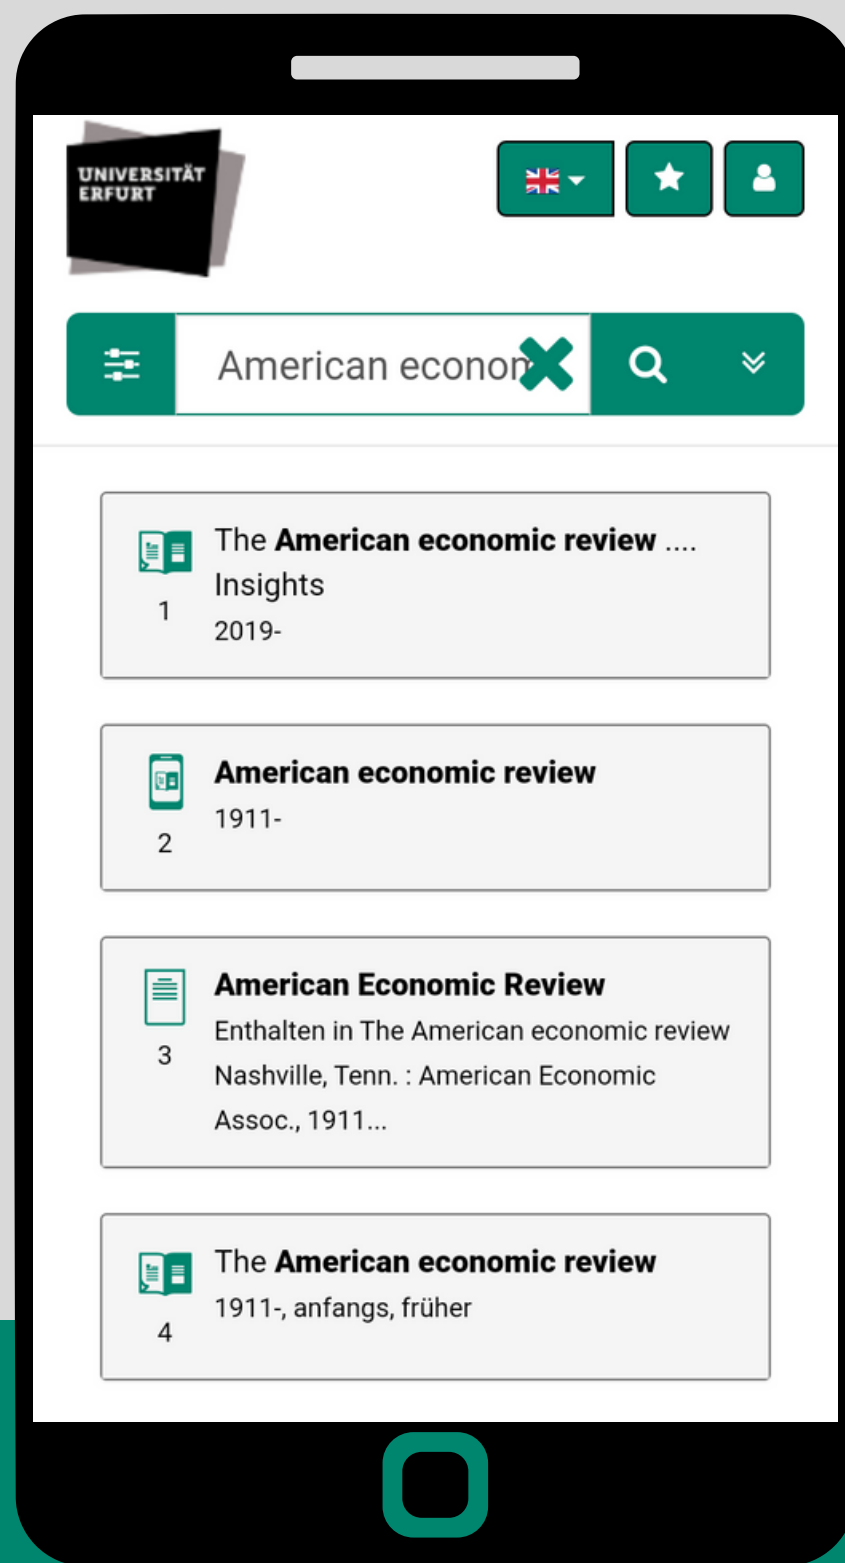 UNIVERSITÄT
ERFURT
American econom
The American economic review ....
Insights
1
2019-
American economic review
1911-
2
American Economic Review
Enthalten in The American economic review
3
Nashville, Tenn. : American Economic
Assoc., 1911...
The American economic review
1911-, anfangs, früher
4